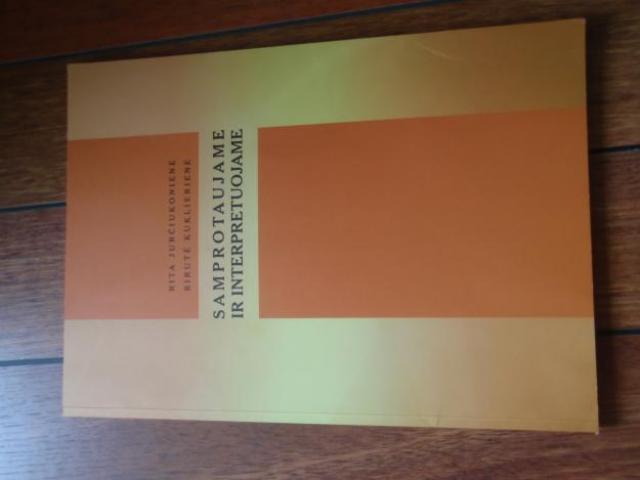 RITA JURČIUKONIENĖ
BIRUTĖ KUKLIERIENĖ
SAMPROTAUJAME
IR INTERPRETUOJAME